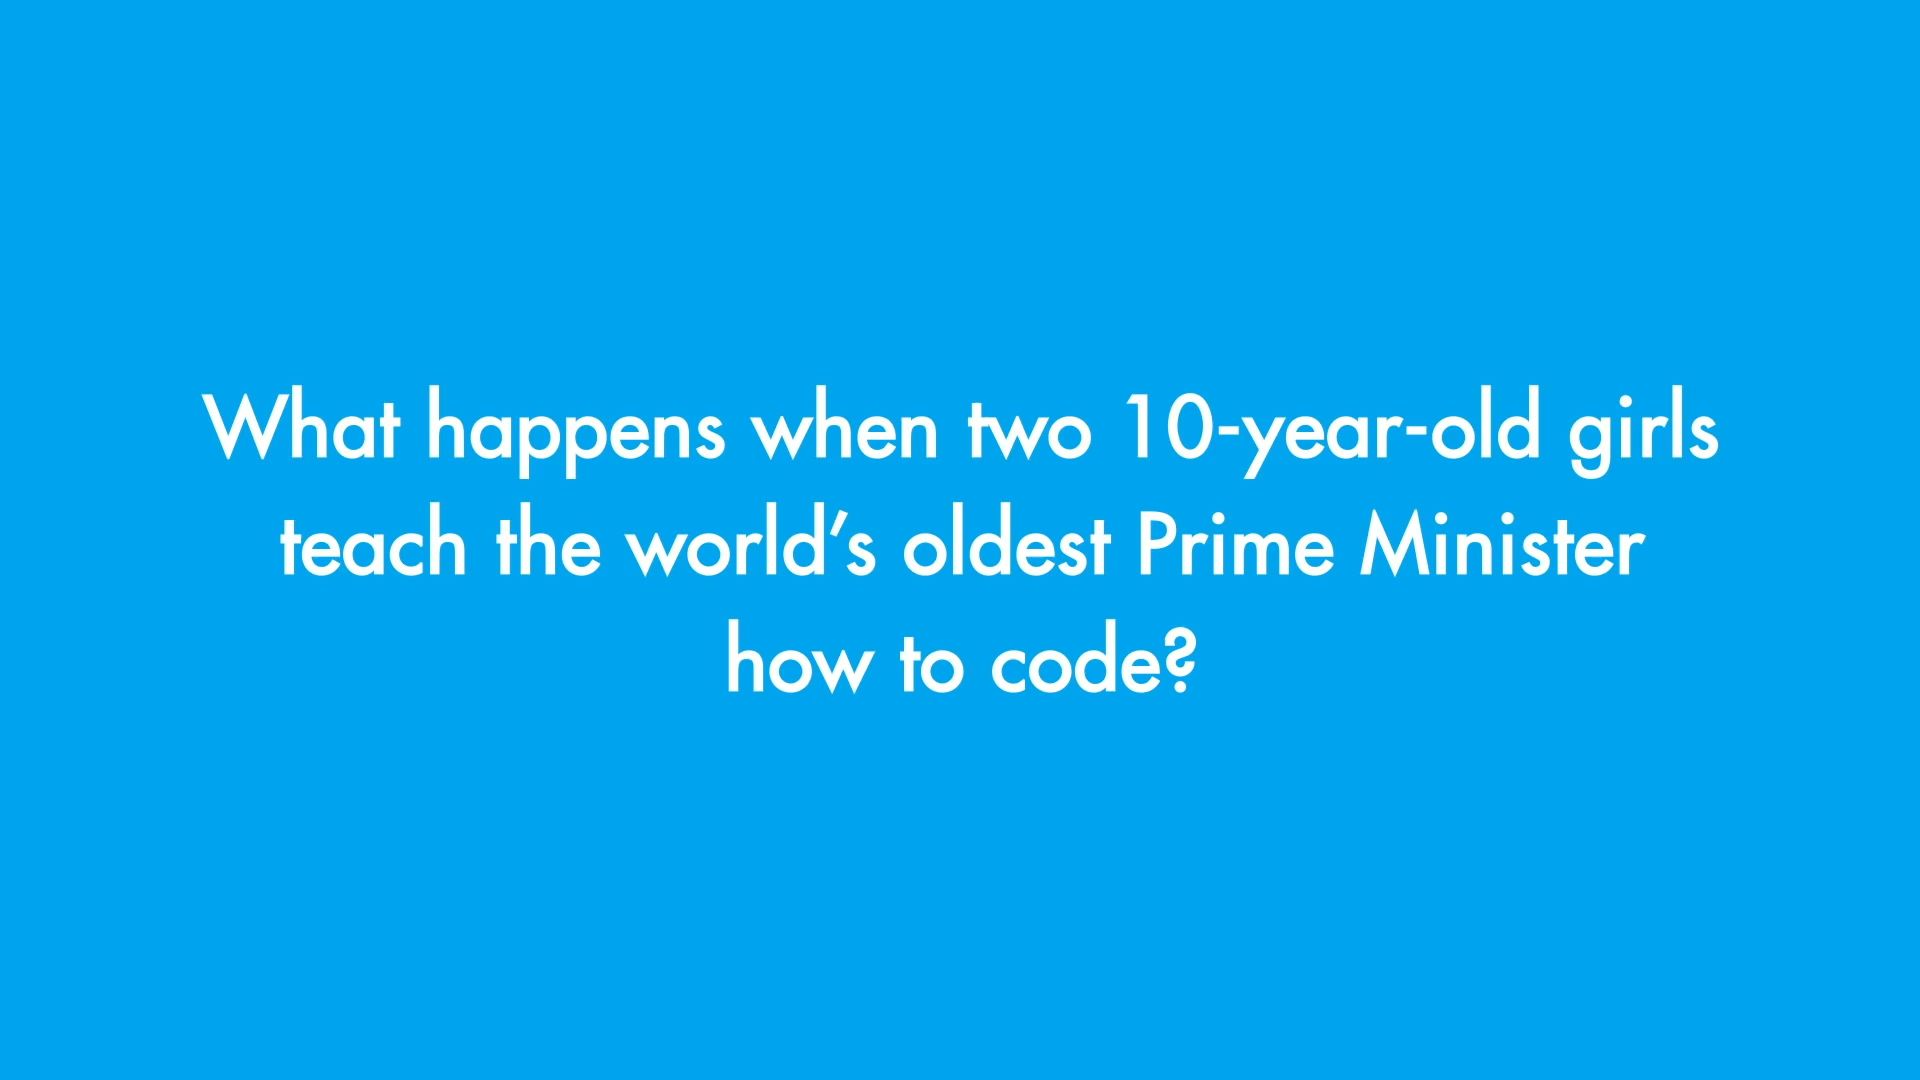 What happens when two 10-year-old girls
teach the world’s oldest Prime Minister
how to code?